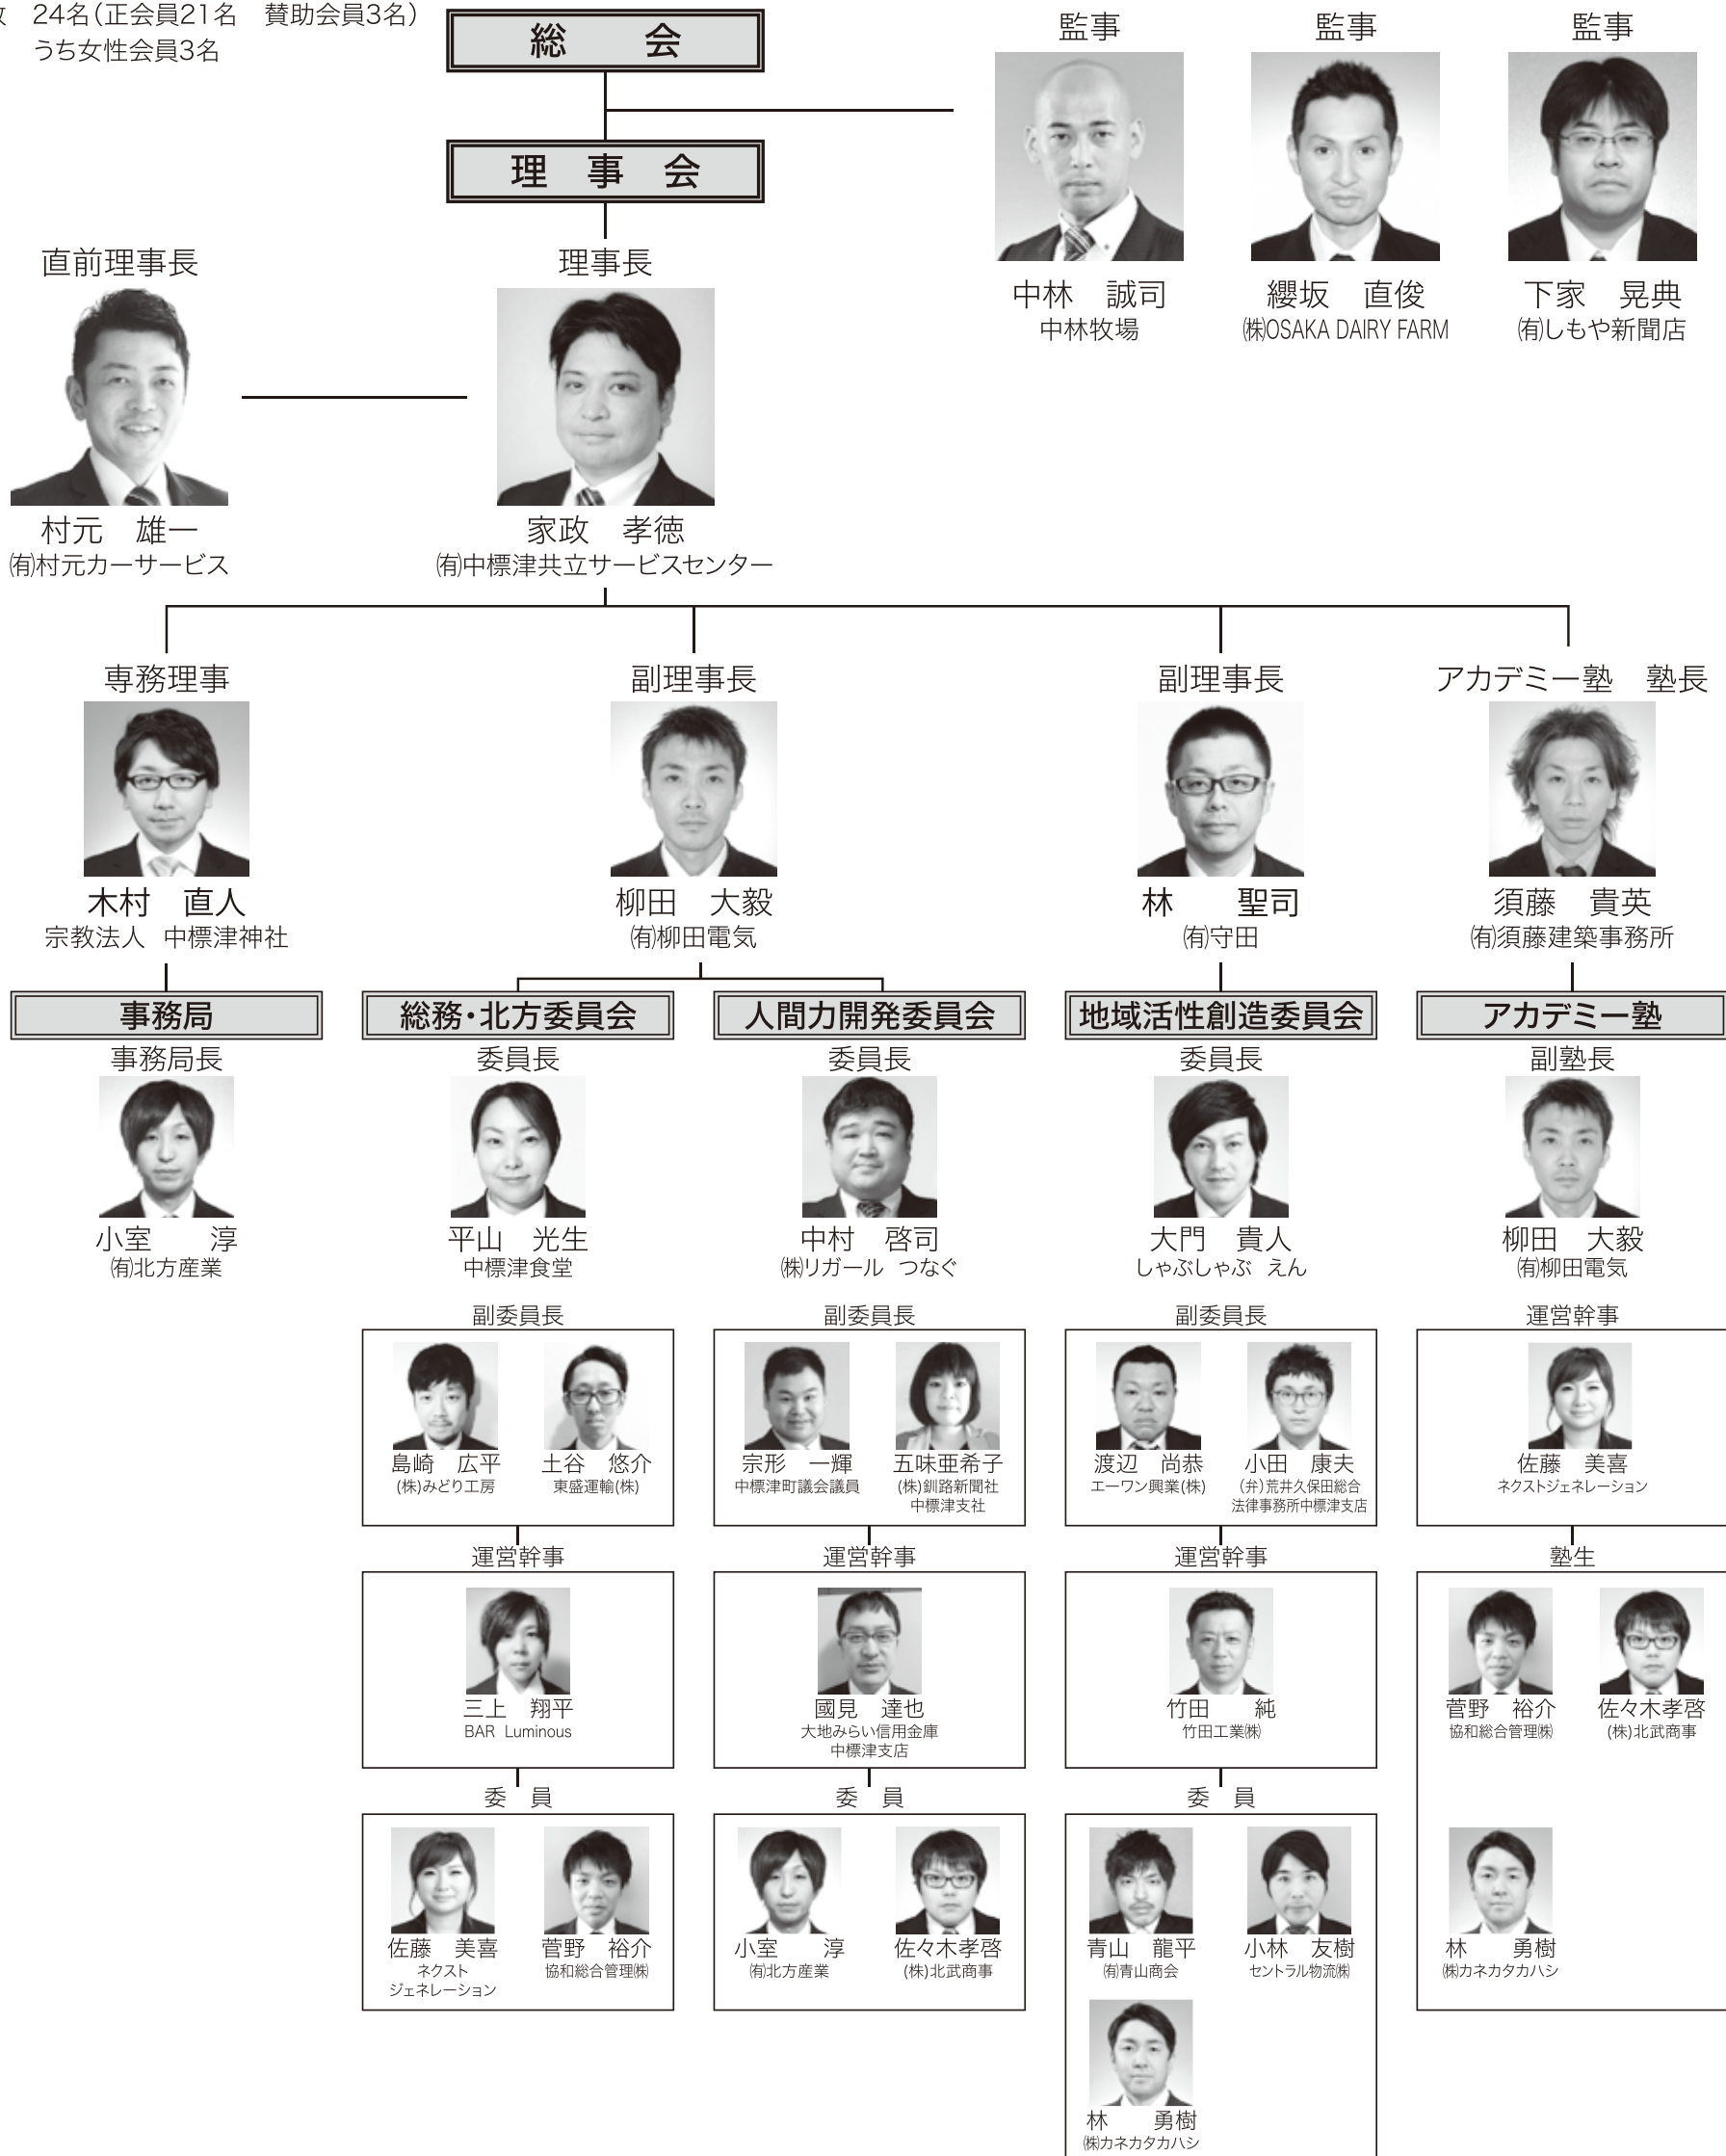 24名（正会員21名　賛助会員3名）
うち女性会員3名
総　会
監事
監事
監事
理　事　会
中林　誠司
中林牧場
纓坂　直俊
㈱OSAKA DAIRY FARM
下家　晃典
㈲しもや新聞店
直前理事長
村元　雄一
㈲村元カーサービス
理事長
家政　孝徳
㈲中標津共立サービスセンター
専務理事
木村　直人
宗教法人　中標津神社
副理事長
柳田　大毅
㈲柳田電気
副理事長
林　　聖司
㈲守田
アカデミー塾　塾長
須藤　貴英
㈲須藤建築事務所
事務局
事務局長
小室　　淳
㈲北方産業
総務・北方委員会
委員長
平山　光生
中標津食堂
副委員長
島崎　広平
(株)みどり工房
土谷　悠介
東盛運輸(株)
運営幹事
三上　翔平
BAR Luminous
委　員
佐藤　美喜
ネクスト
ジェネレーション
菅野　裕介
協和総合管理㈱
人間力開発委員会
委員長
中村　啓司
㈱リガール　つなぐ
副委員長
宗形　一輝
中標津町議会議員
五味亜希子
(株)釧路新聞社
中標津支社
運営幹事
國見　達也
大地みらい信用金庫
中標津支店
委　員
小室　　淳
㈲北方産業
佐々木孝啓
(株)北武商事
地域活性創造委員会
委員長
大門　貴人
しゃぶしゃぶ　えん
副委員長
渡辺　尚恭
エーワン興業(株)
小田　康夫
（弁）荒井久保田総合
法律事務所中標津支店
運営幹事
竹田　　純
竹田工業㈱
委　員
青山　龍平
㈲青山商会
小林　友樹
セントラル物流㈱
林　　勇樹
㈱カネカタカハシ
アカデミー塾
副塾長
柳田　大毅
㈲柳田電気
運営幹事
佐藤　美喜
ネクストジェネレーション
塾生
菅野　裕介
協和総合管理㈱
佐々木孝啓
(株)北武商事
林　　勇樹
㈱カネカタカハシ